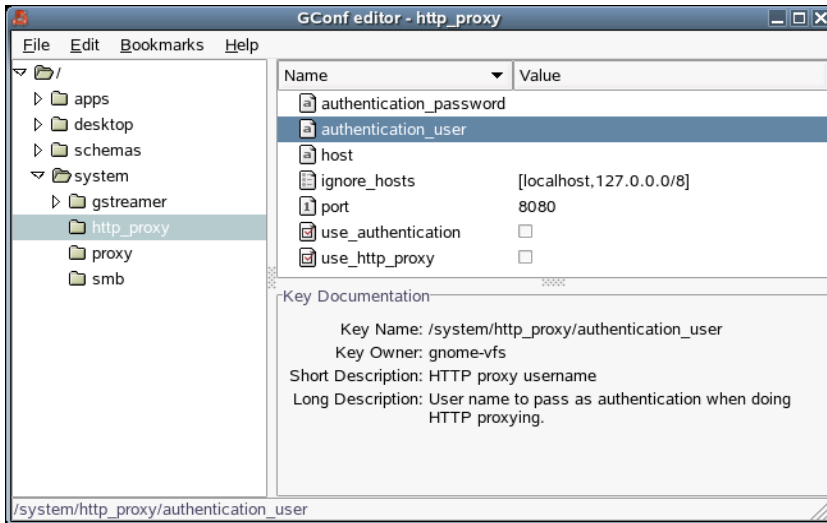 GConf editor - http_proxy
File Edit Bookmarks Help
/
apps
desktop
schemas
system
gstreamer
http_proxy
proxy
smb
Name Value
authentication_password
authentication_user
host
ignore_hosts [localhost,127.0.0.0/8]
port 8080
use_authentication
use_http_proxy
Key Documentation
Key Name: /system/http_proxy/authentication_user
Key Owner: gnome-vfs
Short Description: HTTP proxy username
Long Description: User name to pass as authentication when doing
HTTP proxying.
/system/http_proxy/authentication_user